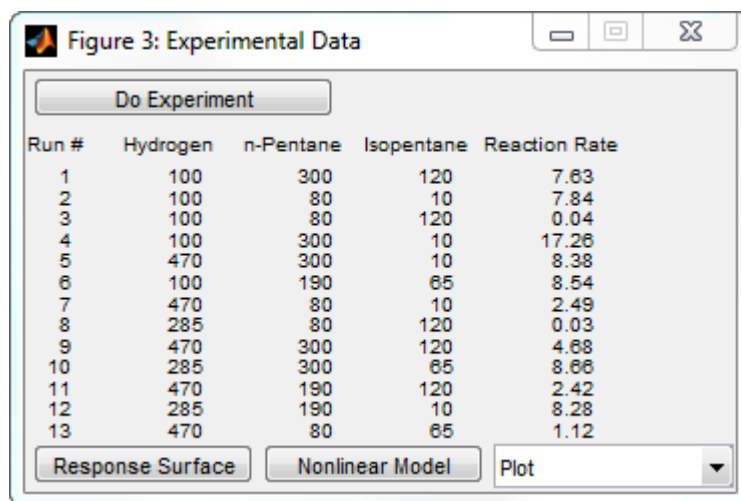 Figure 3: Experimental Data
Do Experiment
Run # Hydrogen n-Pentane Isopentane Reaction Rate
1 100 300 120 7.63
2 100 80 10 7.84
3 100 80 120 0.04
4 100 300 10 17.26
5 470 300 10 8.38
6 100 190 65 8.54
7 470 80 10 2.49
8 285 80 120 0.03
9 470 300 120 4.68
10 285 300 65 8.66
11 470 190 120 2.42
12 285 190 10 8.28
13 470 80 65 1.12
Response Surface Nonlinear Model Plot